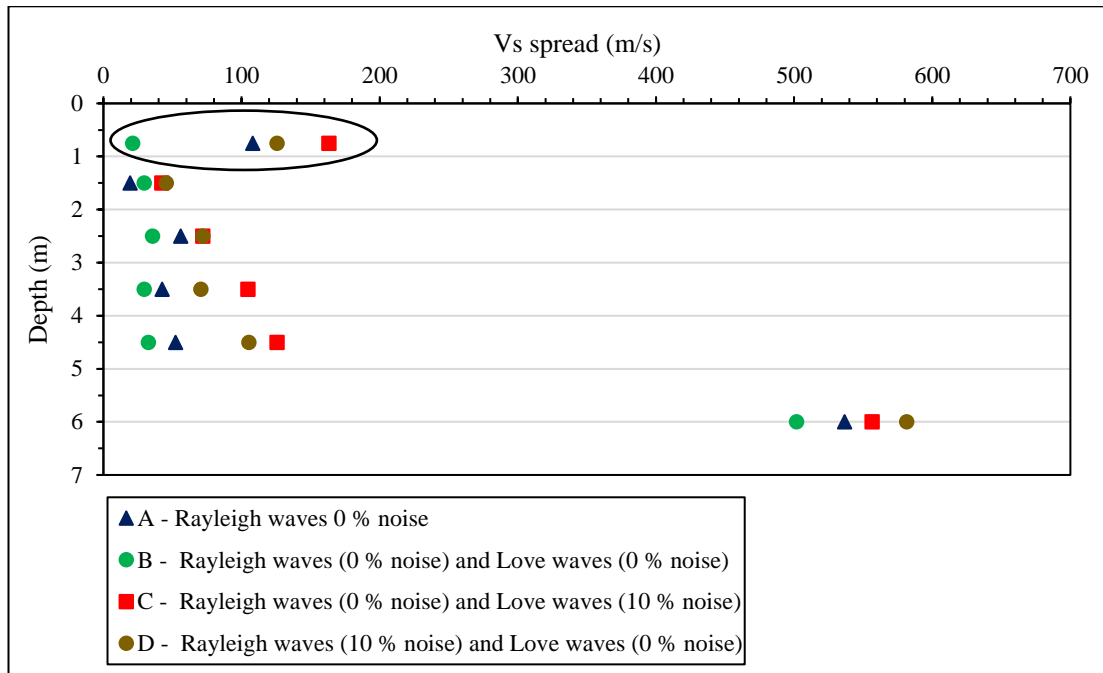 Vs spread (m/s)
0 100 200 300 400 500 600 700
Depth (m)
0
1
2
3
4
5
6
7
A - Rayleigh waves 0 % noise
B - Rayleigh waves (0 % noise) and Love waves (0 % noise)
C - Rayleigh waves (0 % noise) and Love waves (10 % noise)
D - Rayleigh waves (10 % noise) and Love waves (0 % noise)